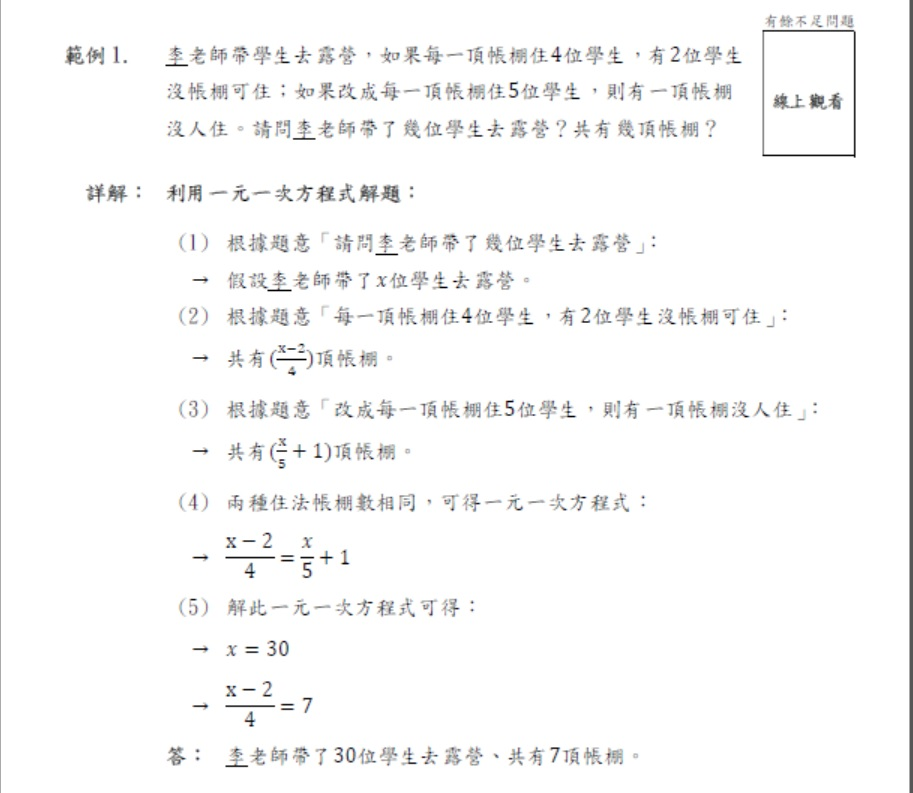 有餘不足問題
範例1. 李老師帶學生去露營，如果每一頂帳棚住4位學生，有2位學生
沒帳棚可住；如果改成每一頂帳棚住5位學生，則有一頂帳棚
線上觀看
沒人住。請問李老師帶了幾位學生去露營？共有幾頂帳棚？
詳解： 利用一元一次方程式解題：
(1) 根據題意「請問李老師帶了幾位學生去露營」：
→ 假設李老師帶了x位學生去露營。
(2) 根據題意「每一頂帳棚住4位學生，有2位學生沒帳棚可住」：
→ 共有(\frac{x-2}{4})頂帳棚。
(3) 根據題意「改成每一頂帳棚住5位學生，則有一頂帳棚沒人住」：
→ 共有(\frac{x}{5}+1)頂帳棚。
(4) 兩種住法帳棚數相同，可得一元一次方程式：
→ \frac{x-2}{4}=\frac{x}{5}+1
(5) 解此一元一次方程式可得：
→ x = 30
→ \frac{x-2}{4}=7
答： 李老師帶了30位學生去露營、共有7頂帳棚。